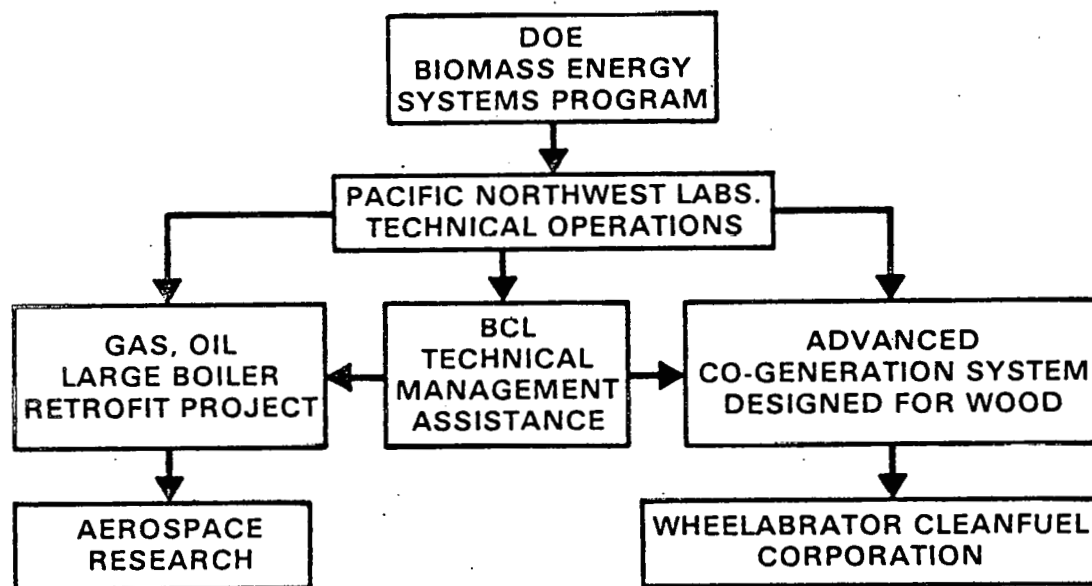 DOE
BIOMASS ENERGY
SYSTEMS PROGRAM
PACIFIC NORTHWEST LABS.
TECHNICAL OPERATIONS
GAS, OIL
LARGE BOILER
RETROFIT PROJECT
BCL
TECHNICAL
MANAGEMENT
ASSISTANCE
ADVANCED
CO-GENERATION SYSTEM
DESIGNED FOR WOOD
AEROSPACE
RESEARCH
WHEELABRATOR CLEANFUEL
CORPORATION